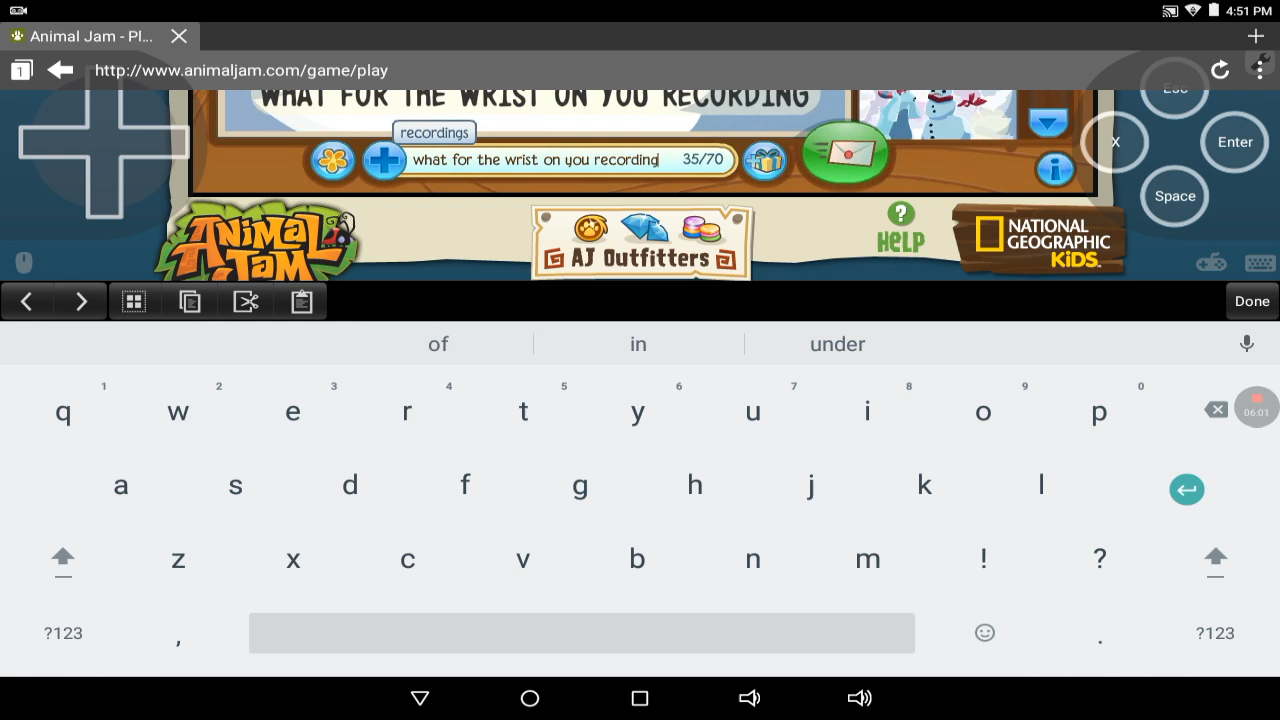 4:51 PM
Animal Jam - Pl...
1 http://www.animaljam.com/game/play
Esc
WHAT FOR THE WRIST ON YOU RECORDING
recordings
what for the wrist on you recording 35/70
X Enter
Space
ANIMAL JAM
AJ Outfitters
? HELP
NATIONAL GEOGRAPHIC KiDS
Done
of in under
1 2 3 4 5 6 7 8 9 0
q w e r t y u i o p
06:01
a s d f g h j k l
z x c v b n m ! ?
?123 , . ?123